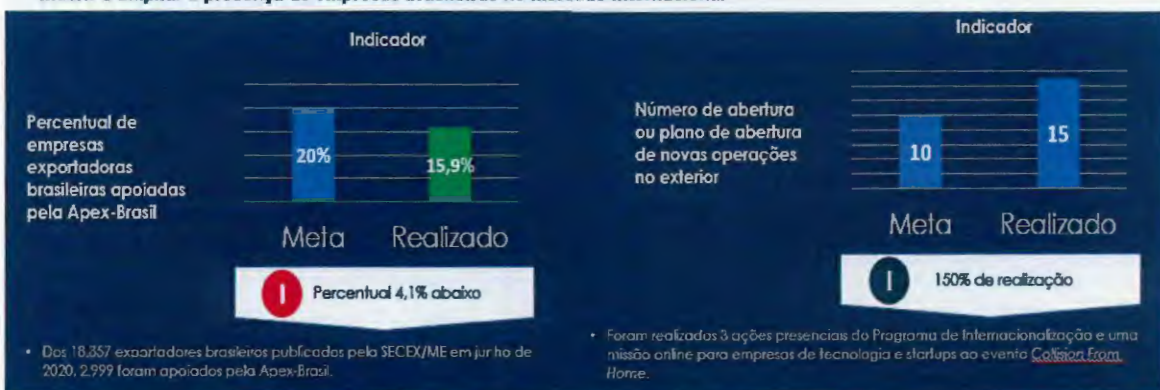 Indicador
Percentual de
empresas
exportadoras
brasileiras apoiadas
pela Apex-Brasil
20%
15,9%
Meta Realizado
I Percentual 4,1% abaixo
• Dos 18.357 exportadores brasileiros publicados pela SECEX/ME em junho de
2020, 2.999 foram apoiados pela Apex-Brasil.
Indicador
Número de abertura
ou plano de abertura
de novas operações
no exterior
10
15
Meta Realizado
I 150% de realização
• Foram realizadas 3 ações presenciais do Programa de Internacionalização e uma
missão online para empresas de tecnologia e startups ao evento Collision From
Home.